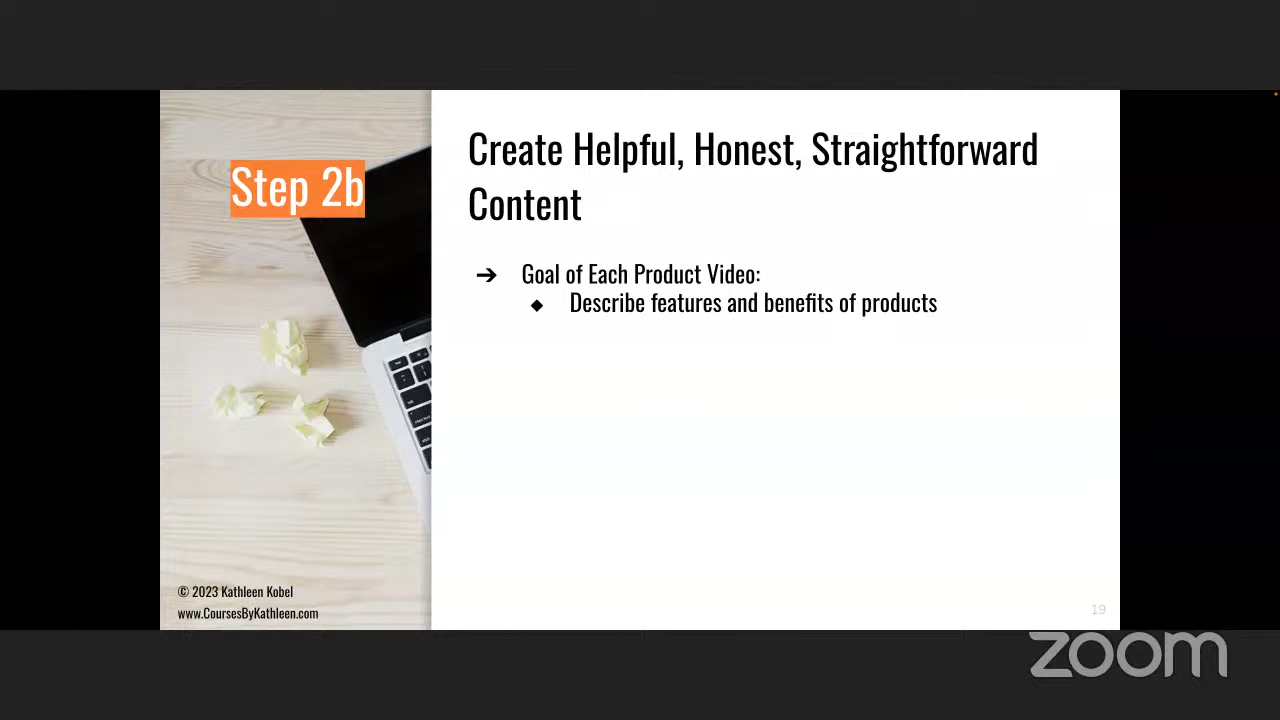 Step 2b
Create Helpful, Honest, Straightforward
Content
➔ Goal of Each Product Video:
◆ Describe features and benefits of products
© 2023 Kathleen Kobel
www.CoursesByKathleen.com
19
zoom